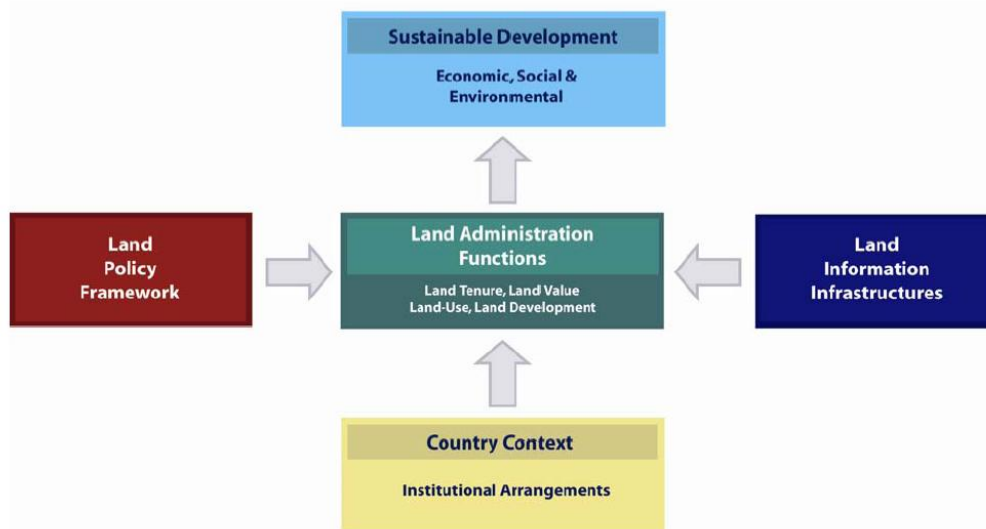 Sustainable Development
Economic, Social &
Environmental
Land
Policy
Framework
Land Administration
Functions
Land Tenure, Land Value
Land-Use, Land Development
Land
Information
Infrastructures
Country Context
Institutional Arrangements